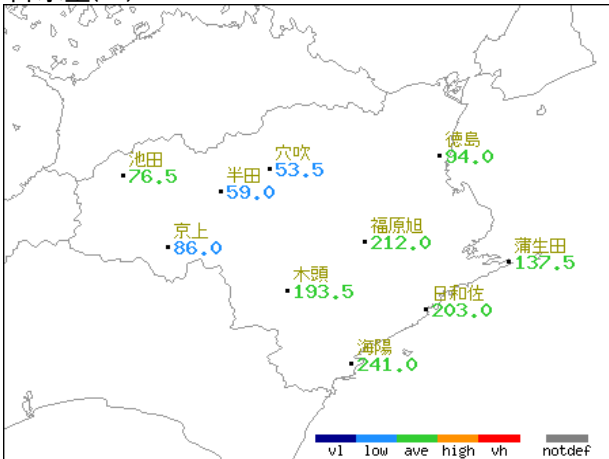 徳島
94.0
穴吹
53.5
池田
76.5
半田
59.0
福原旭
212.0
京上
86.0
蒲生田
137.5
木頭
193.5
日和佐
203.0
海陽
241.0
vl low ave high vh notdef